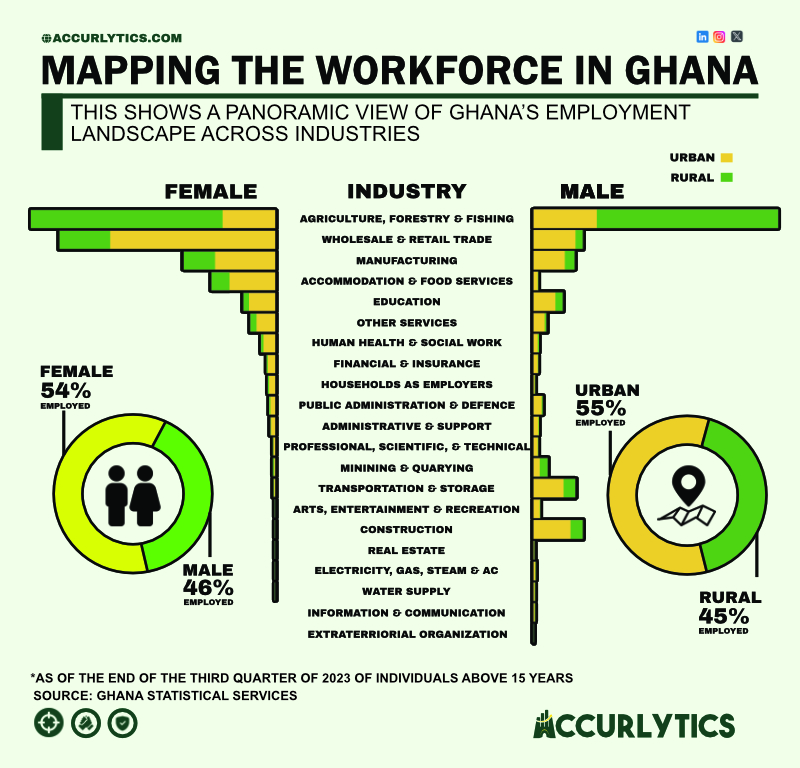 ACCURLYTICS.COM
MAPPING THE WORKFORCE IN GHANA
THIS SHOWS A PANORAMIC VIEW OF GHANA'S EMPLOYMENT
LANDSCAPE ACROSS INDUSTRIES
URBAN
RURAL
FEMALE INDUSTRY MALE
AGRICULTURE, FORESTRY & FISHING
WHOLESALE & RETAIL TRADE
MANUFACTURING
ACCOMMODATION & FOOD SERVICES
EDUCATION
OTHER SERVICES
HUMAN HEALTH & SOCIAL WORK
FINANCIAL & INSURANCE
HOUSEHOLDS AS EMPLOYERS
PUBLIC ADMINISTRATION & DEFENCE
ADMINISTRATIVE & SUPPORT
PROFESSIONAL, SCIENTIFIC, & TECHNICAL
MINIING & QUARYING
TRANSPORTATION & STORAGE
ARTS, ENTERTAINMENT & RECREATION
CONSTRUCTION
REAL ESTATE
ELECTRICITY, GAS, STEAM & AC
WATER SUPPLY
INFORMATION & COMMUNICATION
EXTRATERRIORIAL ORGANIZATION
FEMALE
54%
EMPLOYED
MALE
46%
EMPLOYED
URBAN
55%
EMPLOYED
RURAL
45%
EMPLOYED
*AS OF THE END OF THE THIRD QUARTER OF 2023 OF INDIVIDUALS ABOVE 15 YEARS
SOURCE: GHANA STATISTICAL SERVICES
ACCURLYTICS